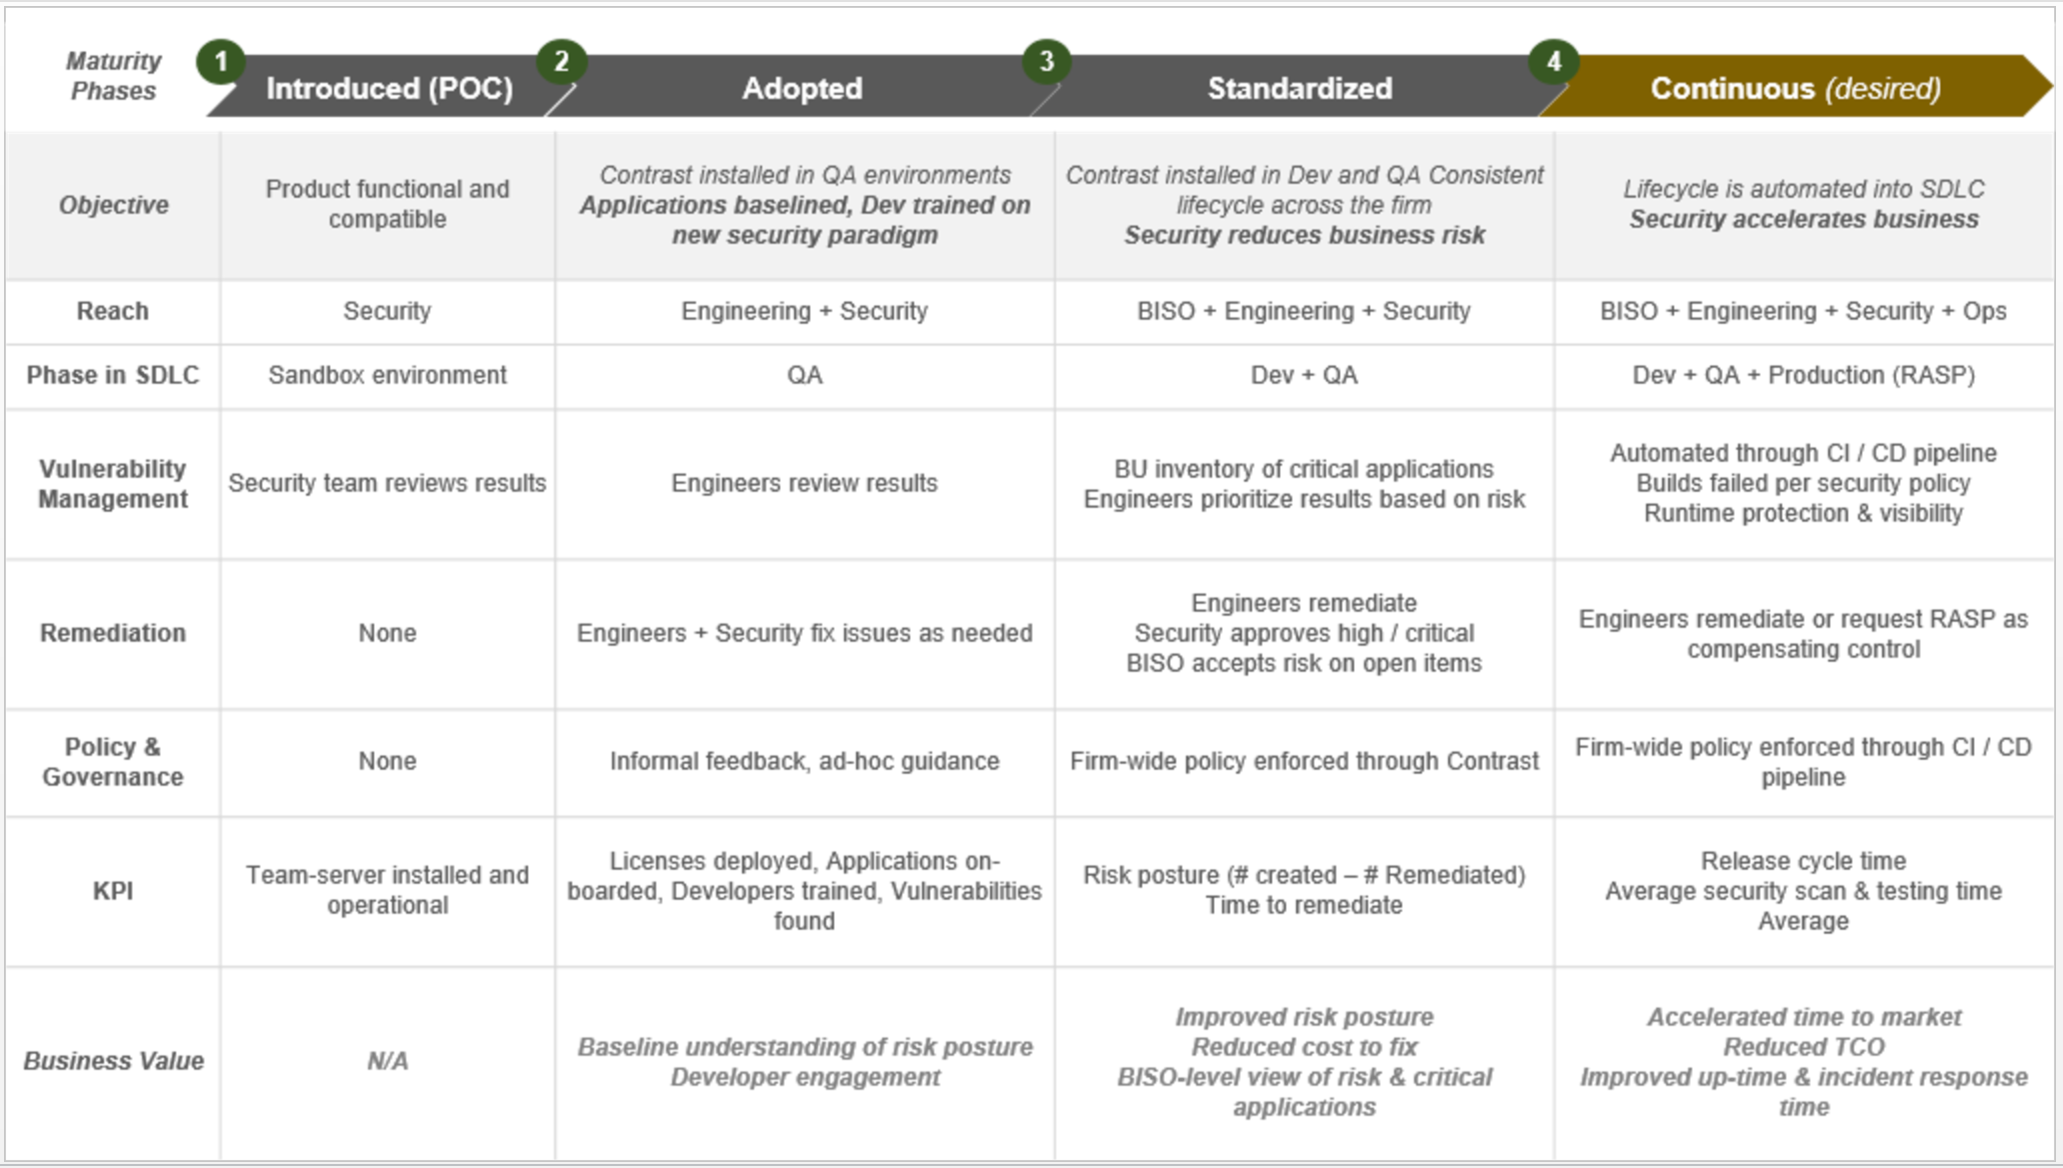 Maturity
Phases
1
Introduced (POC)
2
Adopted
3
Standardized
4
Continuous (desired)
Objective
Product functional and
compatible
Contrast installed in QA environments
Applications baselined, Dev trained on
new security paradigm
Contrast installed in Dev and QA Consistent
lifecycle across the firm
Security reduces business risk
Lifecycle is automated into SDLC
Security accelerates business
Reach
Security
Engineering + Security
BISO + Engineering + Security
BISO + Engineering + Security + Ops
Phase in SDLC
Sandbox environment
QA
Dev + QA
Dev + QA + Production (RASP)
Vulnerability
Management
Security team reviews results
Engineers review results
BU inventory of critical applications
Engineers prioritize results based on risk
Automated through CI / CD pipeline
Builds failed per security policy
Runtime protection & visibility
Remediation
None
Engineers + Security fix issues as needed
Engineers remediate
Security approves high / critical
BISO accepts risk on open items
Engineers remediate or request RASP as
compensating control
Policy &
Governance
None
Informal feedback, ad-hoc guidance
Firm-wide policy enforced through Contrast
Firm-wide policy enforced through CI / CD
pipeline
KPI
Team-server installed and
operational
Licenses deployed, Applications on-
boarded, Developers trained, Vulnerabilities
found
Risk posture (# created – # Remediated)
Time to remediate
Release cycle time
Average security scan & testing time
Average
Business Value
N/A
Baseline understanding of risk posture
Developer engagement
Improved risk posture
Reduced cost to fix
BISO-level view of risk & critical
applications
Accelerated time to market
Reduced TCO
Improved up-time & incident response
time